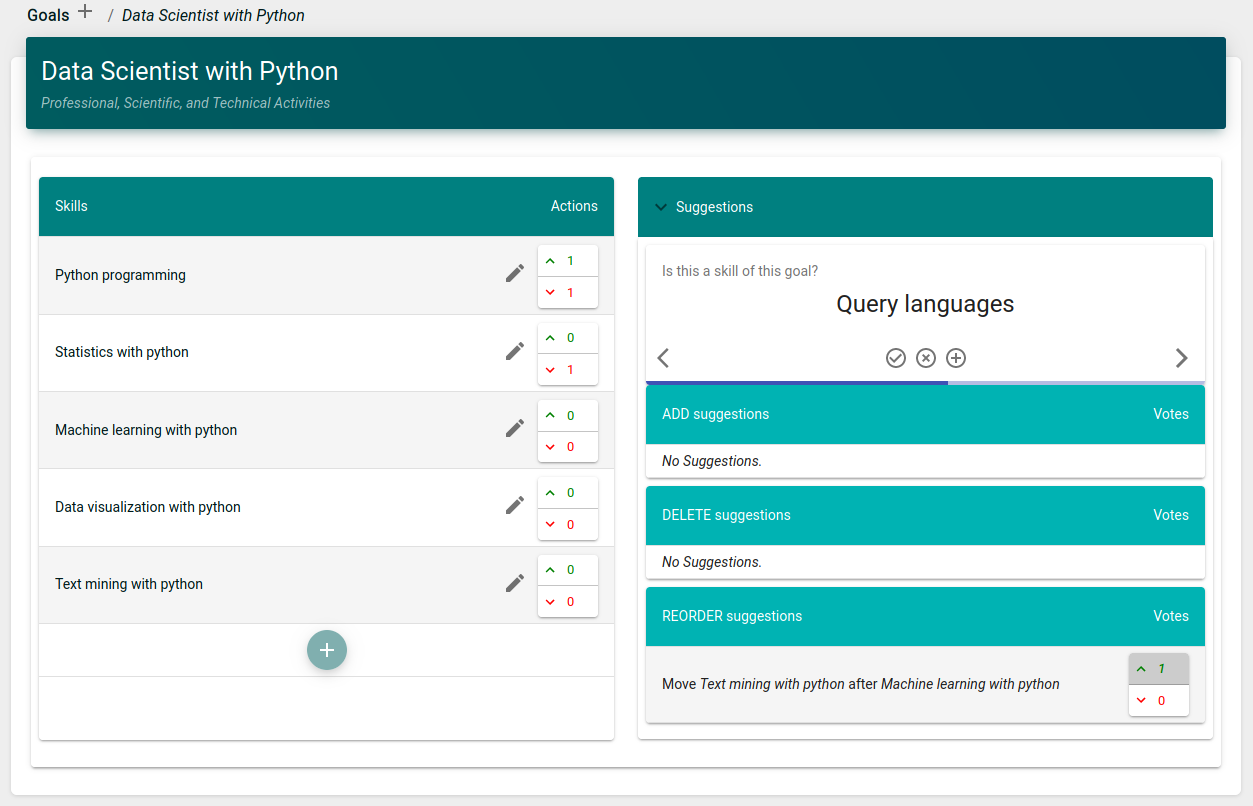 Goals + / Data Scientist with Python
Data Scientist with Python
Professional, Scientific, and Technical Activities
Skills Actions
Python programming 1
1
Statistics with python 0
1
Machine learning with python 0
0
Data visualization with python 0
0
Text mining with python 0
0
Suggestions
Is this a skill of this goal?
Query languages
ADD suggestions Votes
No Suggestions.
DELETE suggestions Votes
No Suggestions.
REORDER suggestions Votes
Move Text mining with python after Machine learning with python 1
0